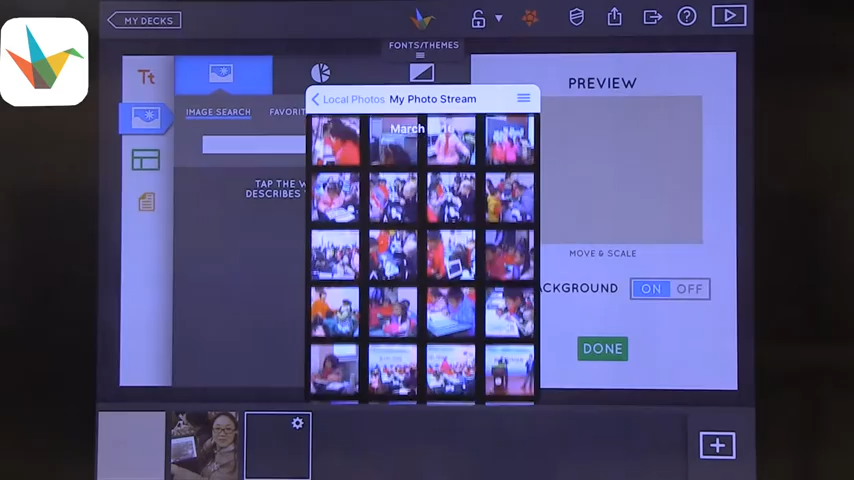 MY DECKS
FONTS/THEMES
Tt
IMAGE SEARCH
FAVORIT
Local Photos
My Photo Stream
March
TAP THE W
DESCRIBES
PREVIEW
MOVE & SCALE
ACKGROUND
ON
OFF
DONE